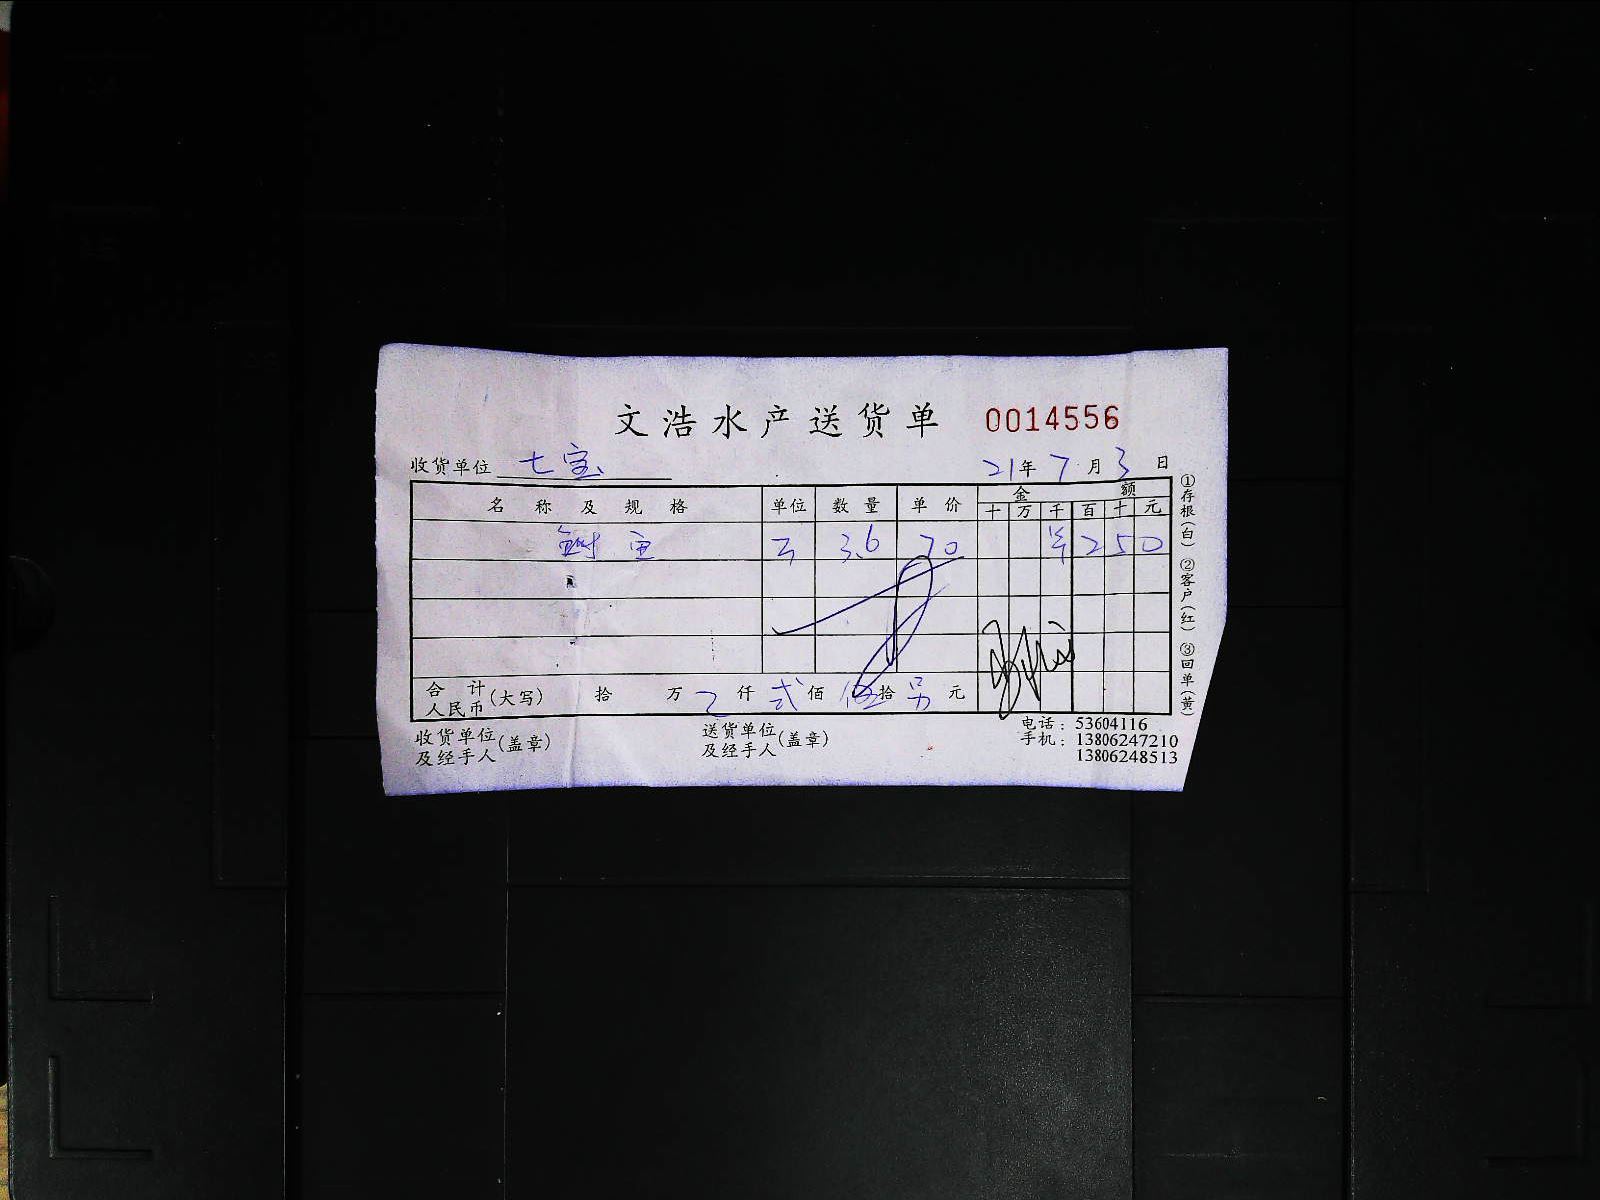 文浩水产送货单 0014556
收货单位 七宝 21年7月3日
名称及规格 单位 数量 单价 金额
十 万 千 百 十 元
3.6 70 ¥ 2 5 0
合计人民币(大写) 拾 万 仟 弍 佰 伍 拾 元
收货单位及经手人(盖章) 送货单位及经手人(盖章) 电话:53604116
手机:13806247210
13806248513
①存根(白) ②客户(红) ③回单(黄)